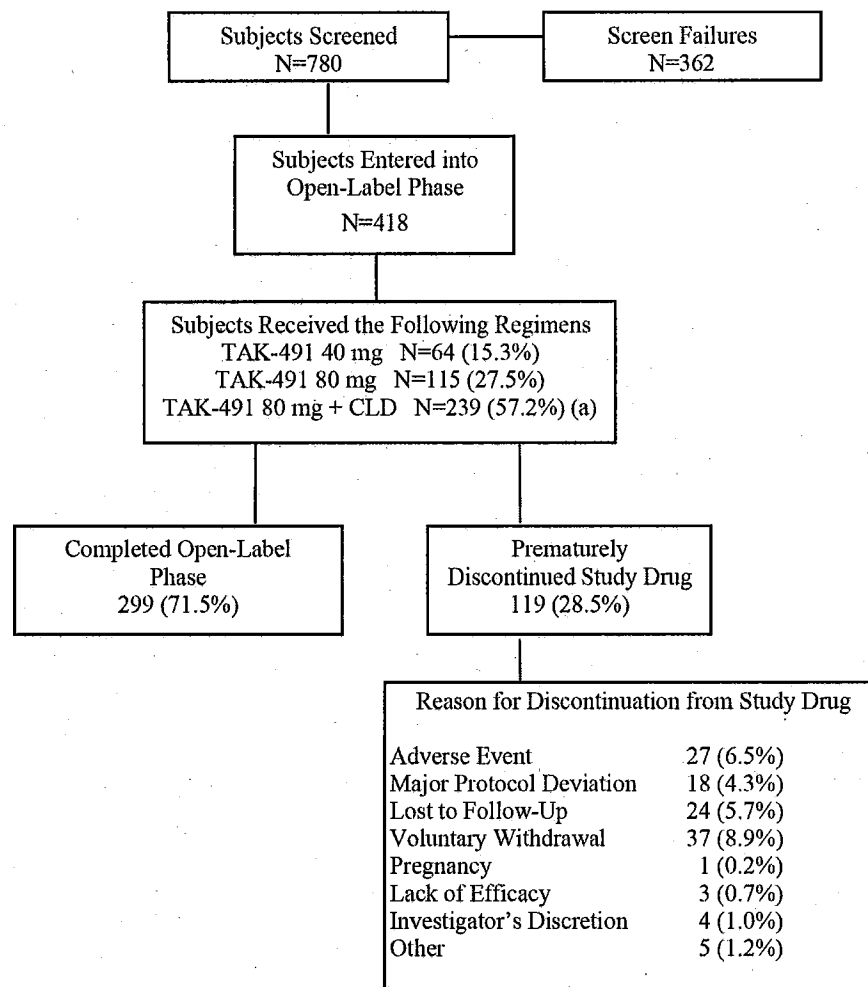 Subjects Screened
N=780
Screen Failures
N=362
Subjects Entered into
Open-Label Phase
N=418
Subjects Received the Following Regimens
TAK-491 40 mg N=64 (15.3%)
TAK-491 80 mg N=115 (27.5%)
TAK-491 80 mg + CLD N=239 (57.2%) (a)
Completed Open-Label
Phase
299 (71.5%)
Prematurely
Discontinued Study Drug
119 (28.5%)
Reason for Discontinuation from Study Drug
Adverse Event 27 (6.5%)
Major Protocol Deviation 18 (4.3%)
Lost to Follow-Up 24 (5.7%)
Voluntary Withdrawal 37 (8.9%)
Pregnancy 1 (0.2%)
Lack of Efficacy 3 (0.7%)
Investigator's Discretion 4 (1.0%)
Other 5 (1.2%)